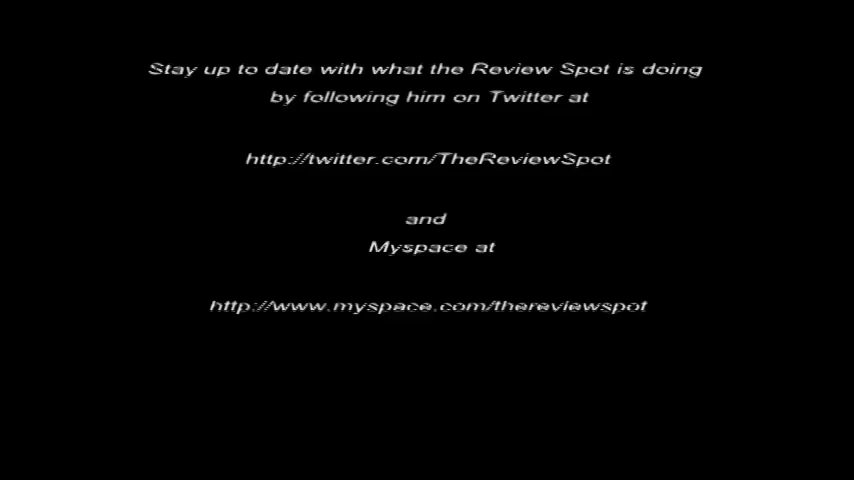 Stay up to date with what the Review Spot is doing
by following him on Twitter at
http://twitter.com/TheReviewSpot
and
Myspace at
http://www.myspace.com/thereviewspot